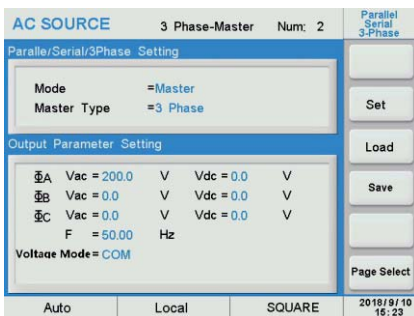 AC SOURCE 3 Phase-Master Num: 2
Parallel
Serial
3-Phase
Paralle/Serial/3Phase Setting
Mode =Master
Master Type =3 Phase
Set
Load
Output Parameter Setting
ΦA Vac =200.0 V Vdc =0.0 V
ΦB Vac =0.0 V Vdc =0.0 V
Save
ΦC Vac =0.0 V Vdc =0.0 V
F =50.00 Hz
Voltage Mode=COM
Page Select
Auto Local SQUARE 2018/9/10
15:23